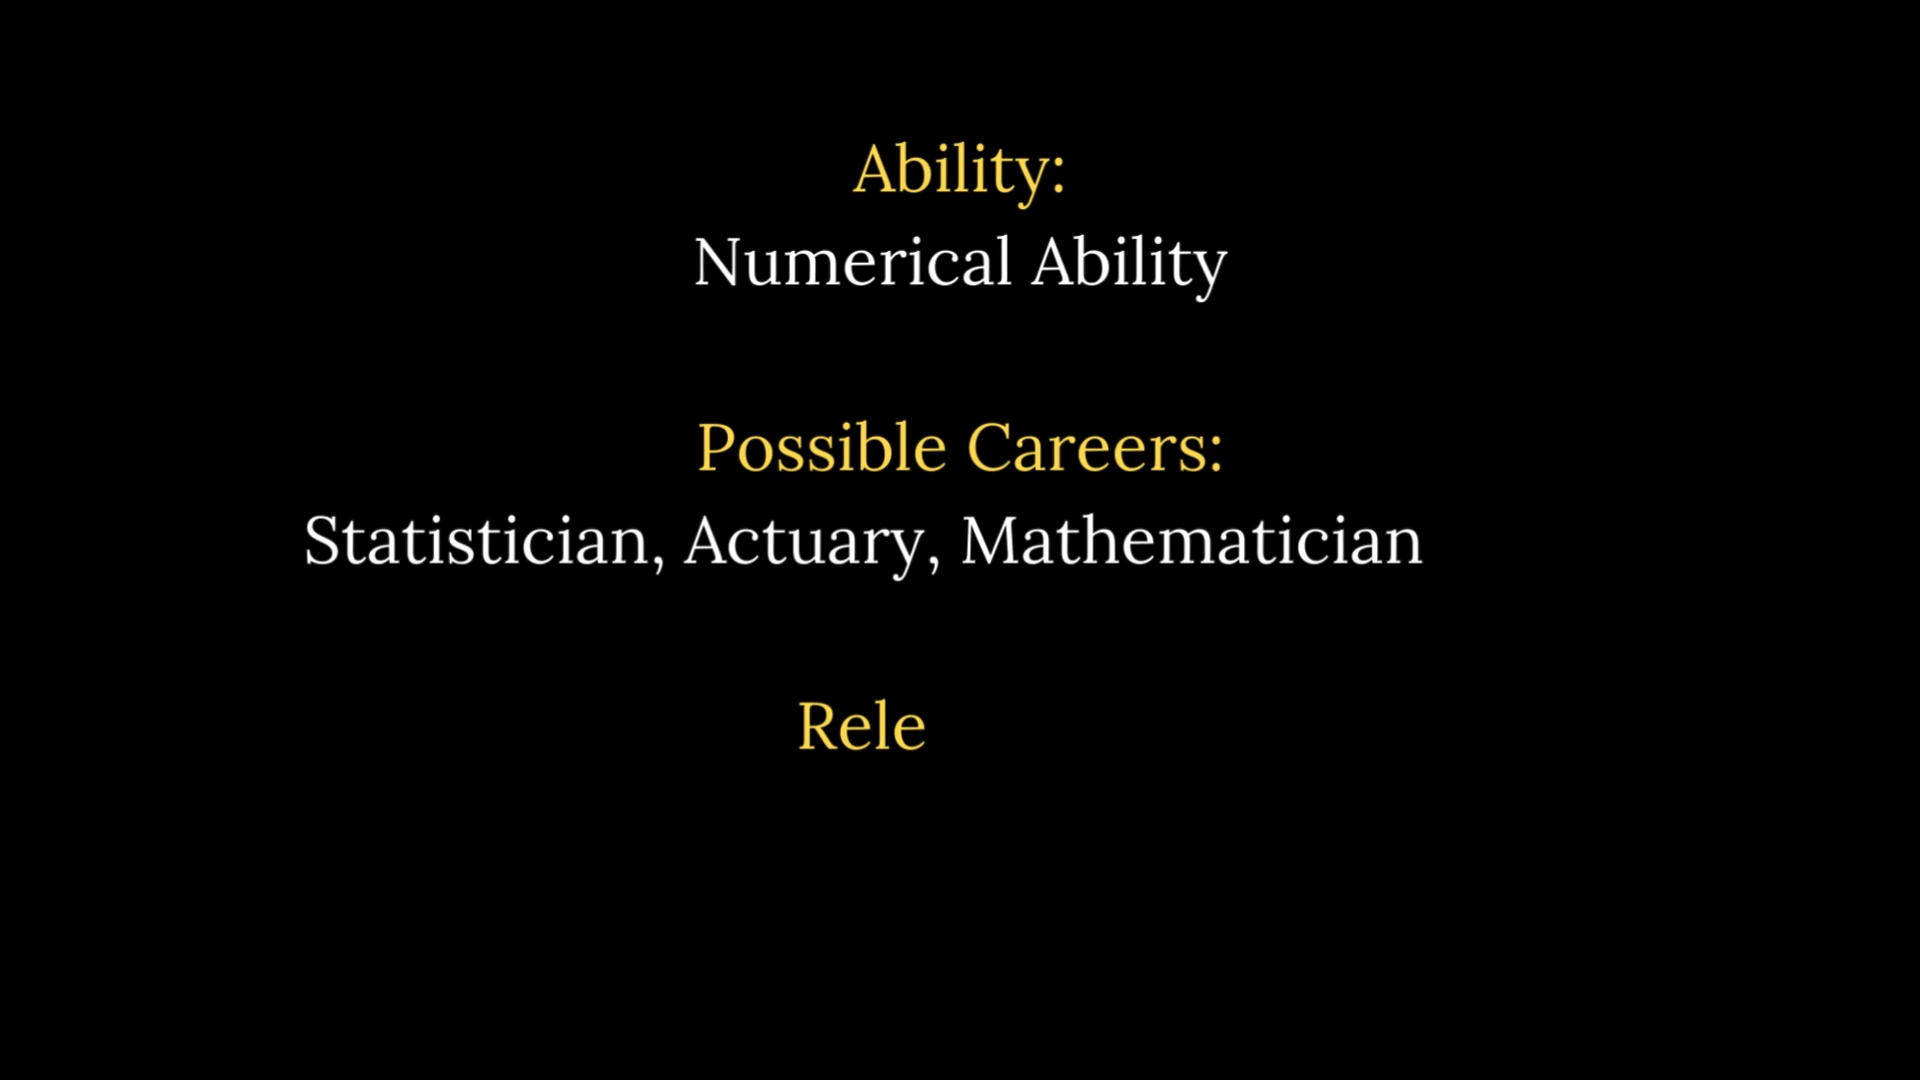 Ability:
Numerical Ability
Possible Careers:
Statistician, Actuary, Mathematician
Rele